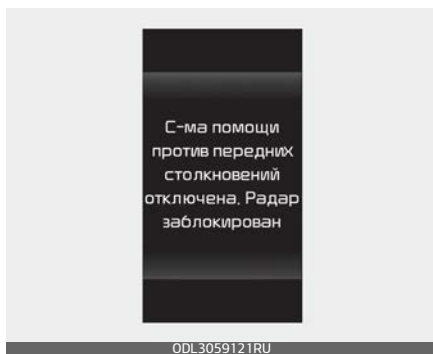 С-ма помощи
против передних
столкновений
отключена. Радар
заблокирован
ODL3059121RU